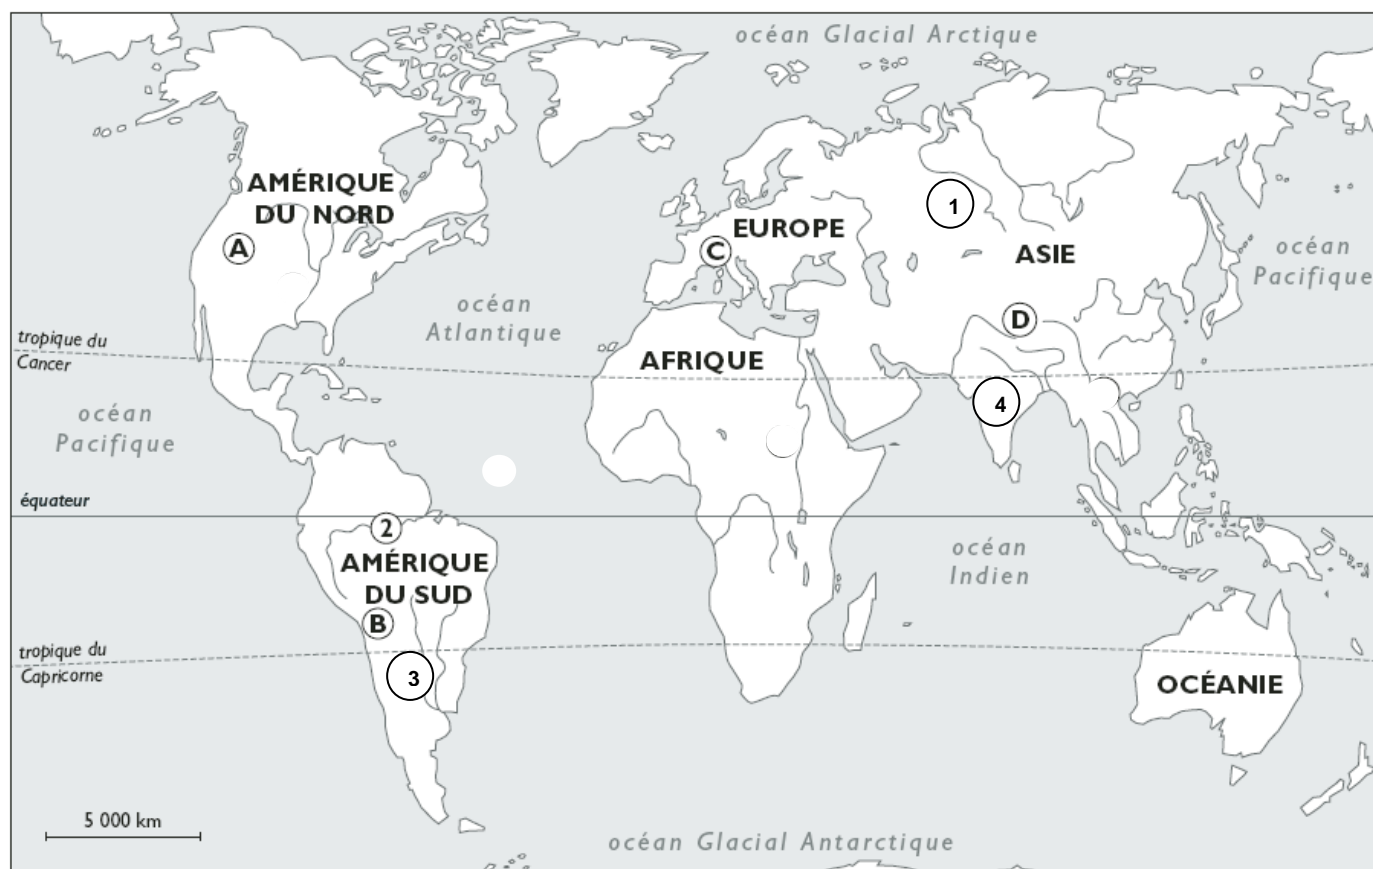 océan Glacial Arctique
AMÉRIQUE
DU NORD
A
1
EUROPE
C
ASIE
océan
Pacifique
océan
Atlantique
D
tropique du
Cancer
AFRIQUE
4
océan
Pacifique
équateur
2
AMÉRIQUE
DU SUD
B
océan
Indien
tropique du
Capricorne
3
OCÉANIE
5 000 km
océan Glacial Antarctique